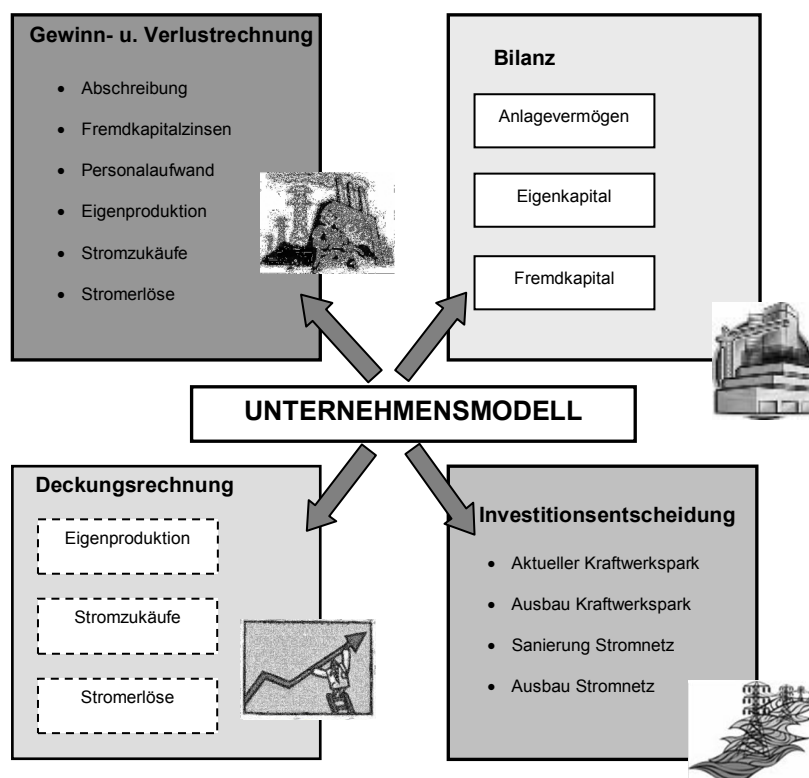 Gewinn- u. Verlustrechnung
• Abschreibung
• Fremdkapitalzinsen
• Personalaufwand
• Eigenproduktion
• Stromzukäufe
• Stromerlöse
Bilanz
Anlagevermögen
Eigenkapital
Fremdkapital
UNTERNEHMENSMODELL
Deckungsrechnung
Eigenproduktion
Stromzukäufe
Stromerlöse
Investitionsentscheidung
• Aktueller Kraftwerkspark
• Ausbau Kraftwerkspark
• Sanierung Stromnetz
• Ausbau Stromnetz